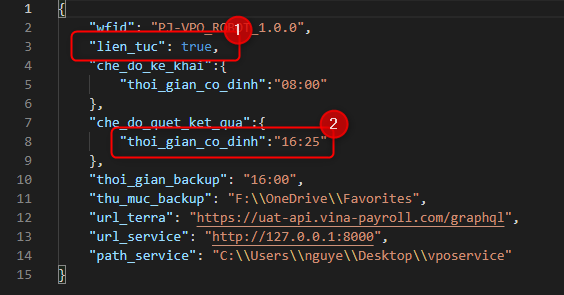 1 {
2 "wfid": "PJ-VPO_ROBOT_1.0.0",
1
3 "lien_tuc": true,
4 "che_do_ke_khai":{
5 "thoi_gian_co_dinh":"08:00"
6 },
7 "che_do_quet_ket_qua":{
2
8 "thoi_gian_co_dinh":"16:25"
9 },
10 "thoi_gian_backup": "16:00",
11 "thu_muc_backup": "F:\\OneDrive\\Favorites",
12 "url_terra": "https://uat-api.vina-payroll.com/graphql",
13 "url_service": "http://127.0.0.1:8000",
14 "path_service": "C:\\Users\\nguye\\Desktop\\vposervice"
15 }